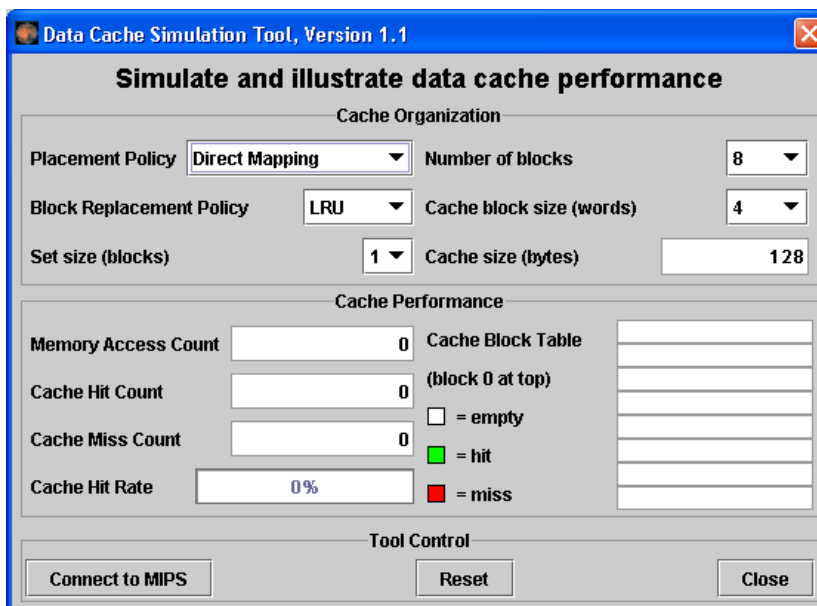 Data Cache Simulation Tool, Version 1.1
Simulate and illustrate data cache performance
Cache Organization
Placement Policy Direct Mapping Number of blocks 8
Block Replacement Policy LRU Cache block size (words) 4
Set size (blocks) 1 Cache size (bytes) 128
Cache Performance
Memory Access Count 0 Cache Block Table
(block 0 at top)
Cache Hit Count 0
= empty
Cache Miss Count 0
= hit
Cache Hit Rate 0%
= miss
Tool Control
Connect to MIPS Reset Close